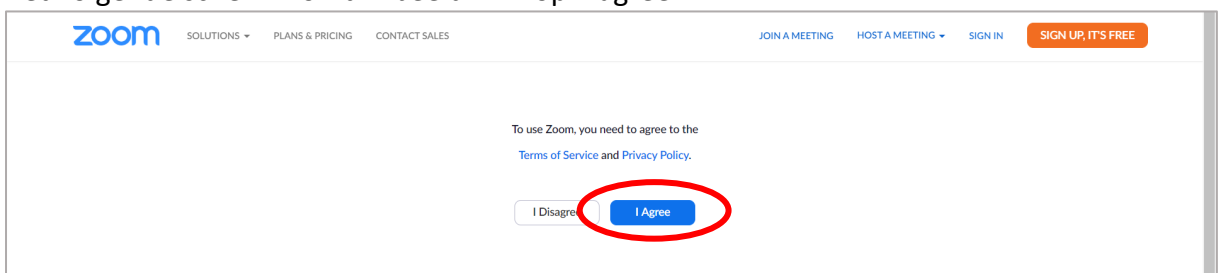 zoom SOLUTIONS PLANS & PRICING CONTACT SALES JOIN A MEETING HOST A MEETING SIGN IN SIGN UP, IT'S FREE
To use Zoom, you need to agree to the
Terms of Service and Privacy Policy.
I Disagree I Agree